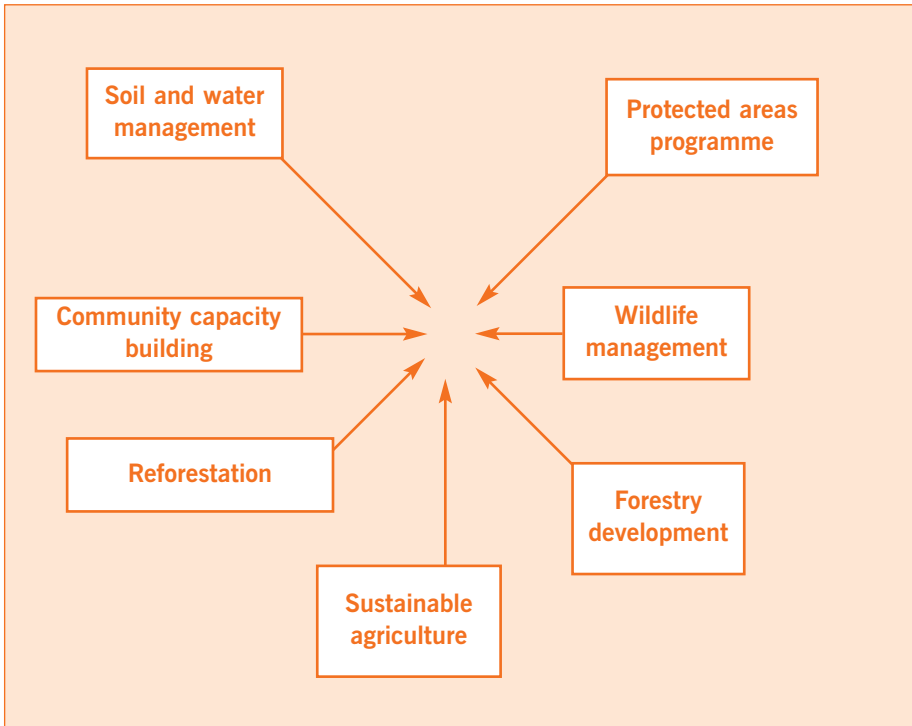 Soil and water
management
Protected areas
programme
Community capacity
building
Wildlife
management
Reforestation
Forestry
development
Sustainable
agriculture